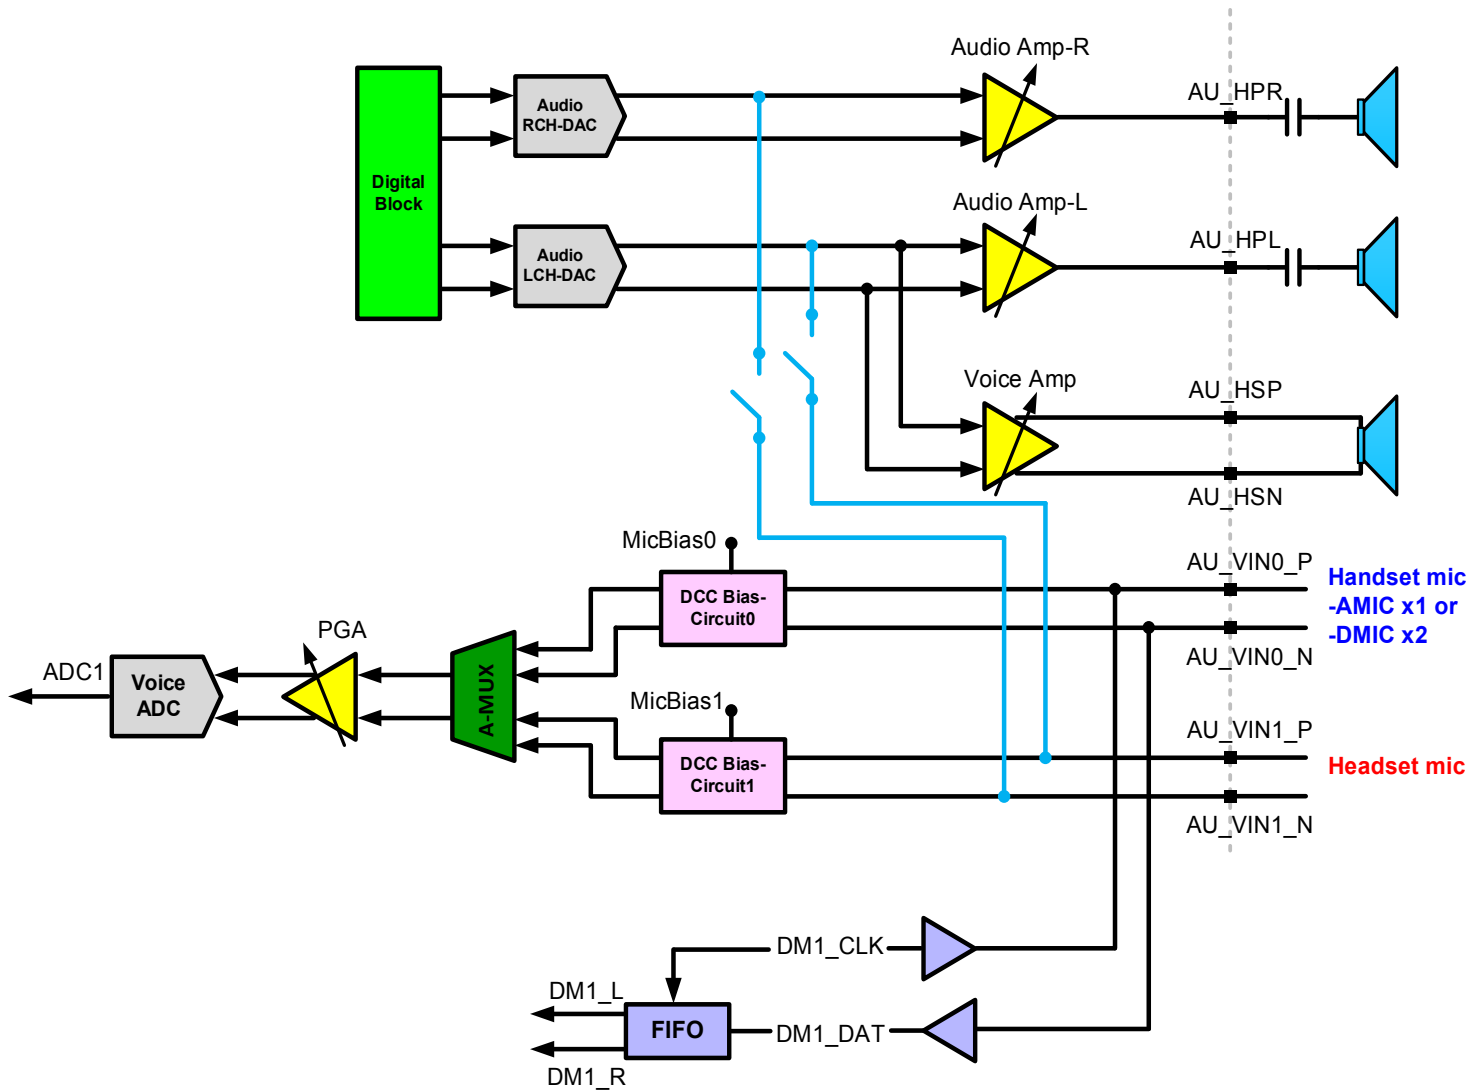 Audio Amp-R
AU_HPR
Audio
RCH-DAC
Digital
Block
Audio Amp-L
AU_HPL
Audio
LCH-DAC
Voice Amp
AU_HSP
AU_HSN
MicBias0
DCC Bias-
Circuit0
AU_VIN0_P
Handset mic
-AMIC x1 or
-DMIC x2
AU_VIN0_N
PGA
ADC1
Voice
ADC
A-MUX
MicBias1
DCC Bias-
Circuit1
AU_VIN1_P
Headset mic
AU_VIN1_N
DM1_CLK
DM1_L
FIFO
DM1_DAT
DM1_R